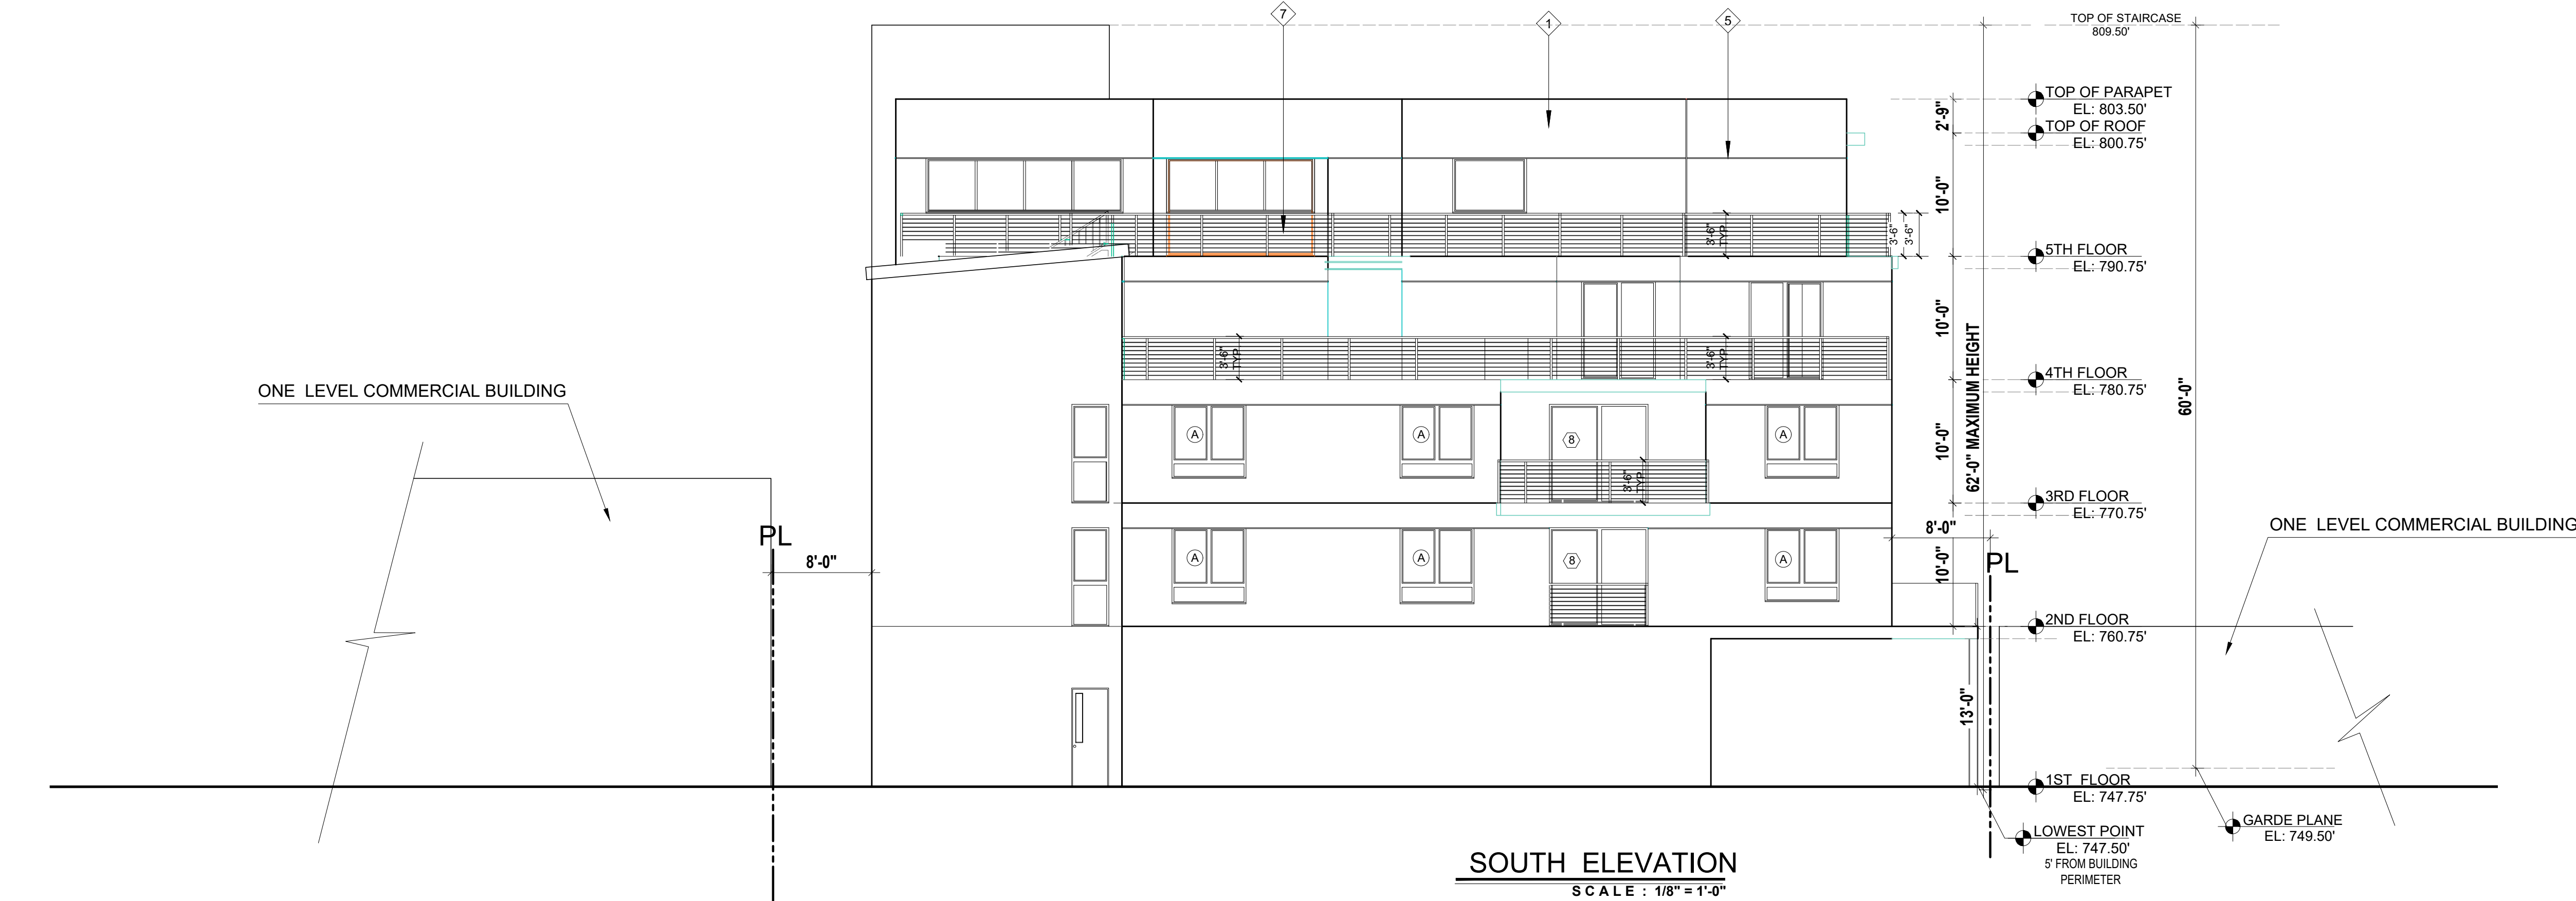 7
1
5
TOP OF STAIRCASE
809.50'
TOP OF PARAPET
EL: 803.50'
2'-9"
TOP OF ROOF
EL: 800.75'
10'-0"
3'-6"
TYP
3'-6"
3'-6"
5TH FLOOR
EL: 790.75'
10'-0"
3'-6"
TYP
3'-6"
TYP
62'-0" MAXIMUM HEIGHT
60'-0"
4TH FLOOR
EL: 780.75'
ONE LEVEL COMMERCIAL BUILDING
A
A
8
A
10'-0"
3'-6"
TYP
3RD FLOOR
EL: 770.75'
ONE LEVEL COMMERCIAL BUILDING
PL
8'-0"
8'-0"
PL
A
A
8
A
10'-0"
2ND FLOOR
EL: 760.75'
13'-0"
1ST FLOOR
EL: 747.75'
LOWEST POINT
EL: 747.50'
5' FROM BUILDING
PERIMETER
GARDE PLANE
EL: 749.50'
SOUTH ELEVATION
SCALE : 1/8" = 1'-0"